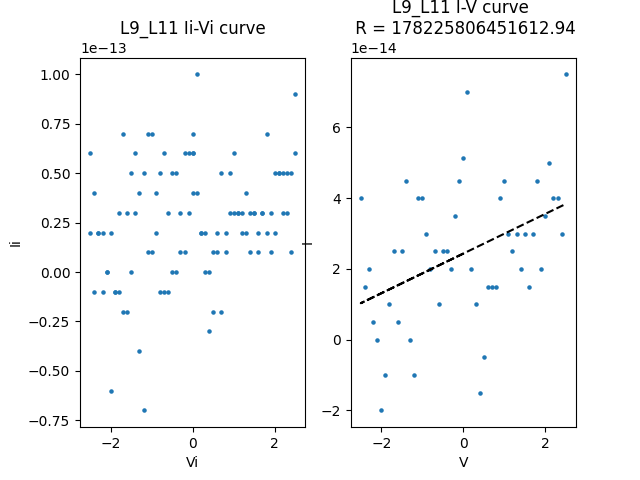 L9_L11 Ii-Vi curve
1e−13
1.00
0.75
0.50
0.25
0.00
−0.25
−0.50
−0.75
−2
0
2
Ii
Vi
L9_L11 I-V curve
R = 178225806451612.94
1e−14
6
4
2
0
−2
−2
0
2
I
V